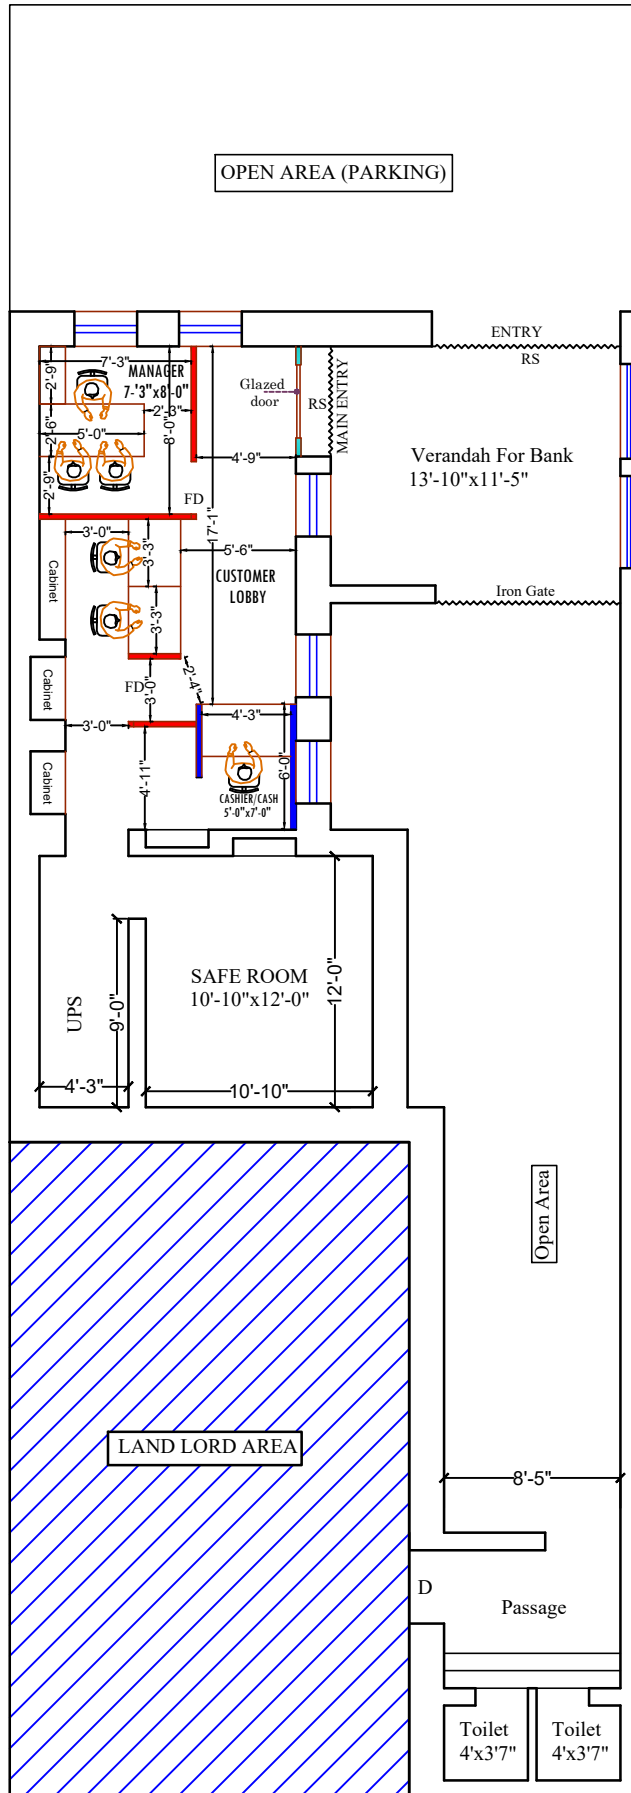 OPEN AREA (PARKING)
ENTRY
RS
7'-3"
MANAGER
7-'3"x8'-0"
2'-9"
2'-3"
5'-0"
2'-6"
8'-0"
2'-9"
Glazed
door
RS
MAIN ENTRY
4'-9"
Verandah For Bank
13'-10"x11'-5"
FD
17'-1"
3'-0"
3'-3"
5'-6"
CUSTOMER
LOBBY
Cabinet
3'-3"
Iron Gate
FD
3'-0"
2'-4"
Cabinet
3'-0"
4'-3"
6'-0"
4'-11"
Cabinet
CASHIER/CASH
5'-0"x7'-0"
SAFE ROOM
10'-10"x12'-0"
12'-0"
UPS
9'-0"
4'-3"
10'-10"
Open Area
LAND LORD AREA
8'-5"
D
Passage
Toilet
4'x3'7"
Toilet
4'x3'7"